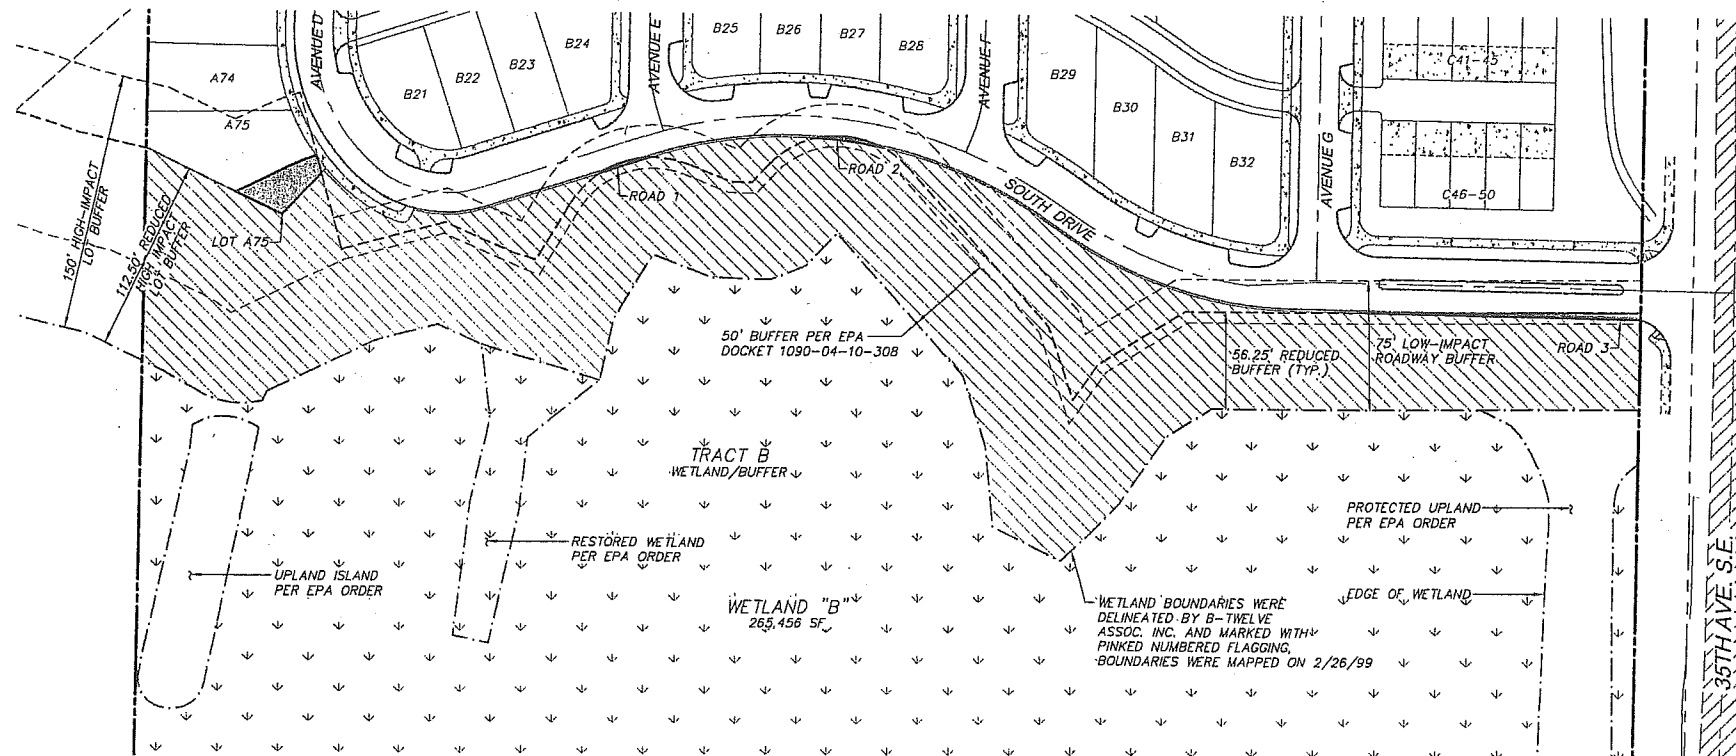 AVENUE D
AVENUE E
AVENUE F
AVENUE G
A74
A75
B21
B22
B23
B24
B25
B26
B27
B28
B29
B30
B31
B32
C41-45
C46-50
150' HIGH-IMPACT
LOT BUFFER
112.50' REDUCED
HIGH IMPACT
LOT BUFFER
LOT A75
ROAD 1
ROAD 2
SOUTH DRIVE
50' BUFFER PER EPA
DOCKET 1090-04-10-308
56.25' REDUCED
BUFFER (TYP.)
75' LOW-IMPACT
ROADWAY BUFFER
ROAD 3
TRACT B
WETLAND/BUFFER
RESTORED WETLAND
PER EPA ORDER
UPLAND ISLAND
PER EPA ORDER
WETLAND "B"
265,456 SF
PROTECTED UPLAND
PER EPA ORDER
EDGE OF WETLAND
WETLAND BOUNDARIES WERE
DELINEATED BY B-TWELVE
ASSOC. INC. AND MARKED WITH
PINKED NUMBERED FLAGGING,
BOUNDARIES WERE MAPPED ON 2/26/99
35TH AVE. S.E.